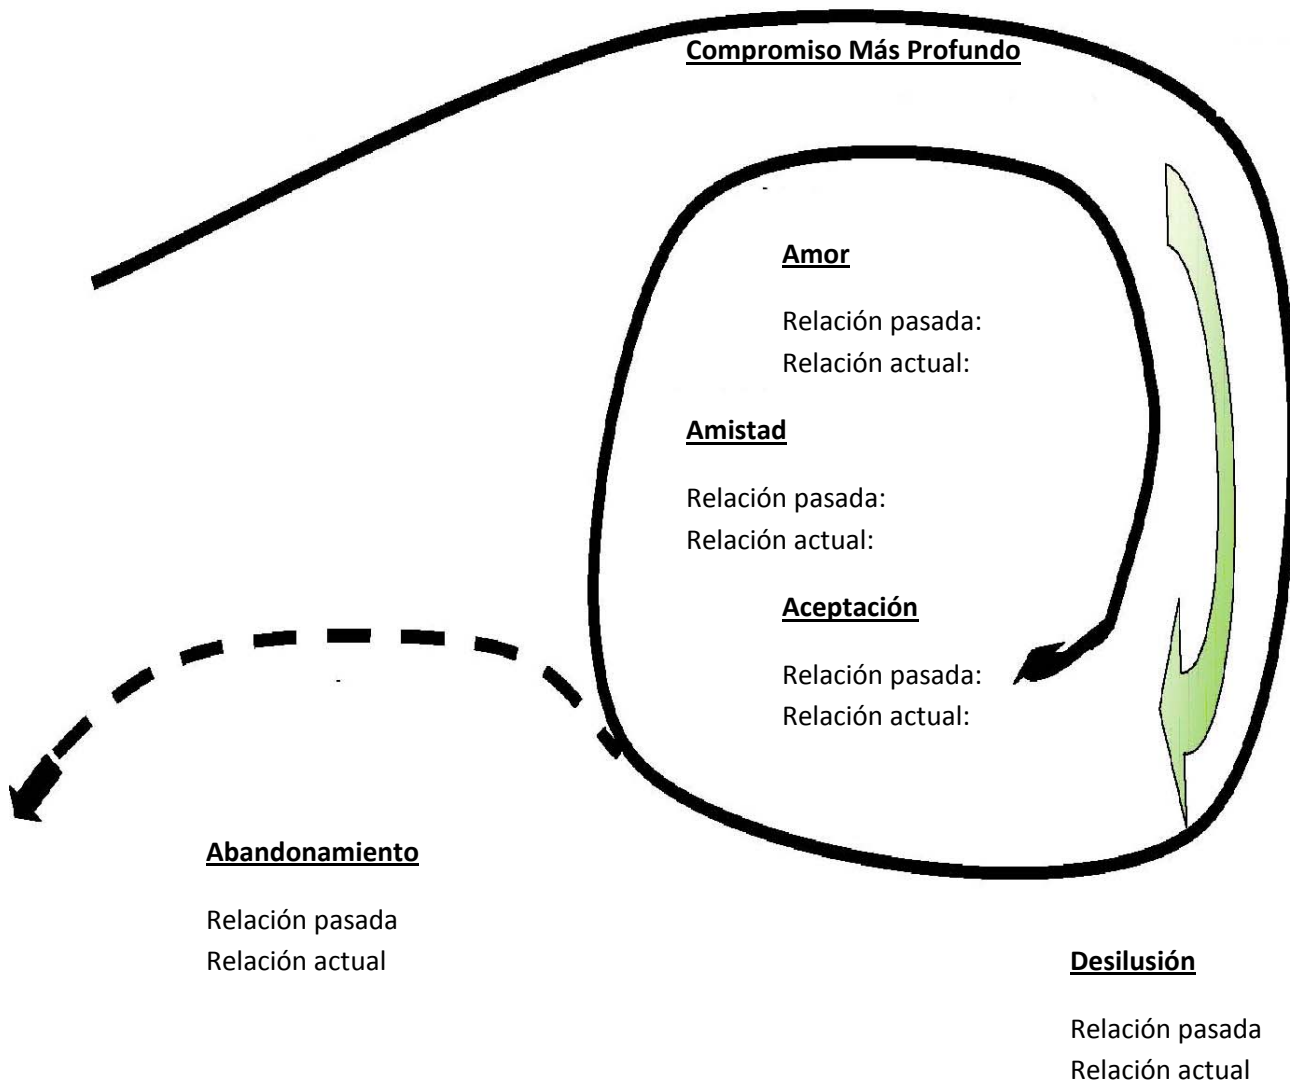 Compromiso Más Profundo
Amor
Relación pasada:
Relación actual:
Amistad
Relación pasada:
Relación actual:
Aceptación
Relación pasada:
Relación actual:
Abandonamiento
Relación pasada
Relación actual
Desilusión
Relación pasada
Relación actual